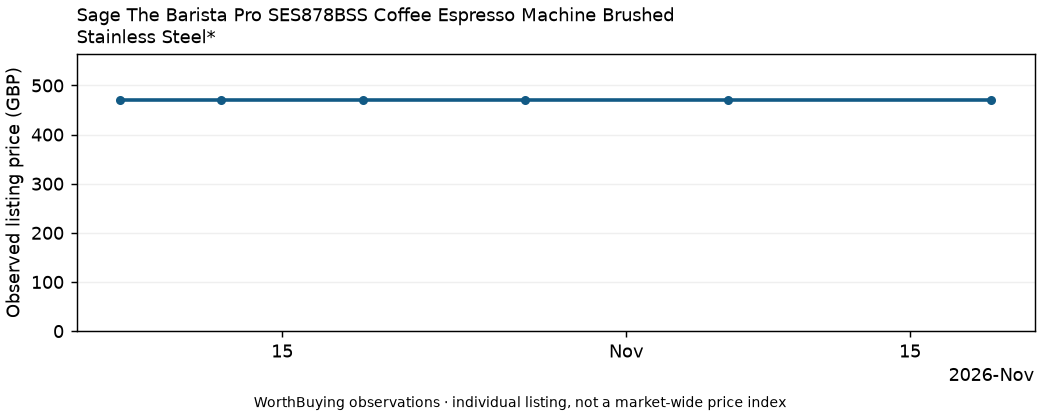 Sage The Barista Pro SES878BSS Coffee Espresso Machine Brushed
Stainless Steel*
Observed listing price (GBP)
500
400
300
200
100
0
15
Nov
15
2026-Nov
WorthBuying observations · individual listing, not a market-wide price index